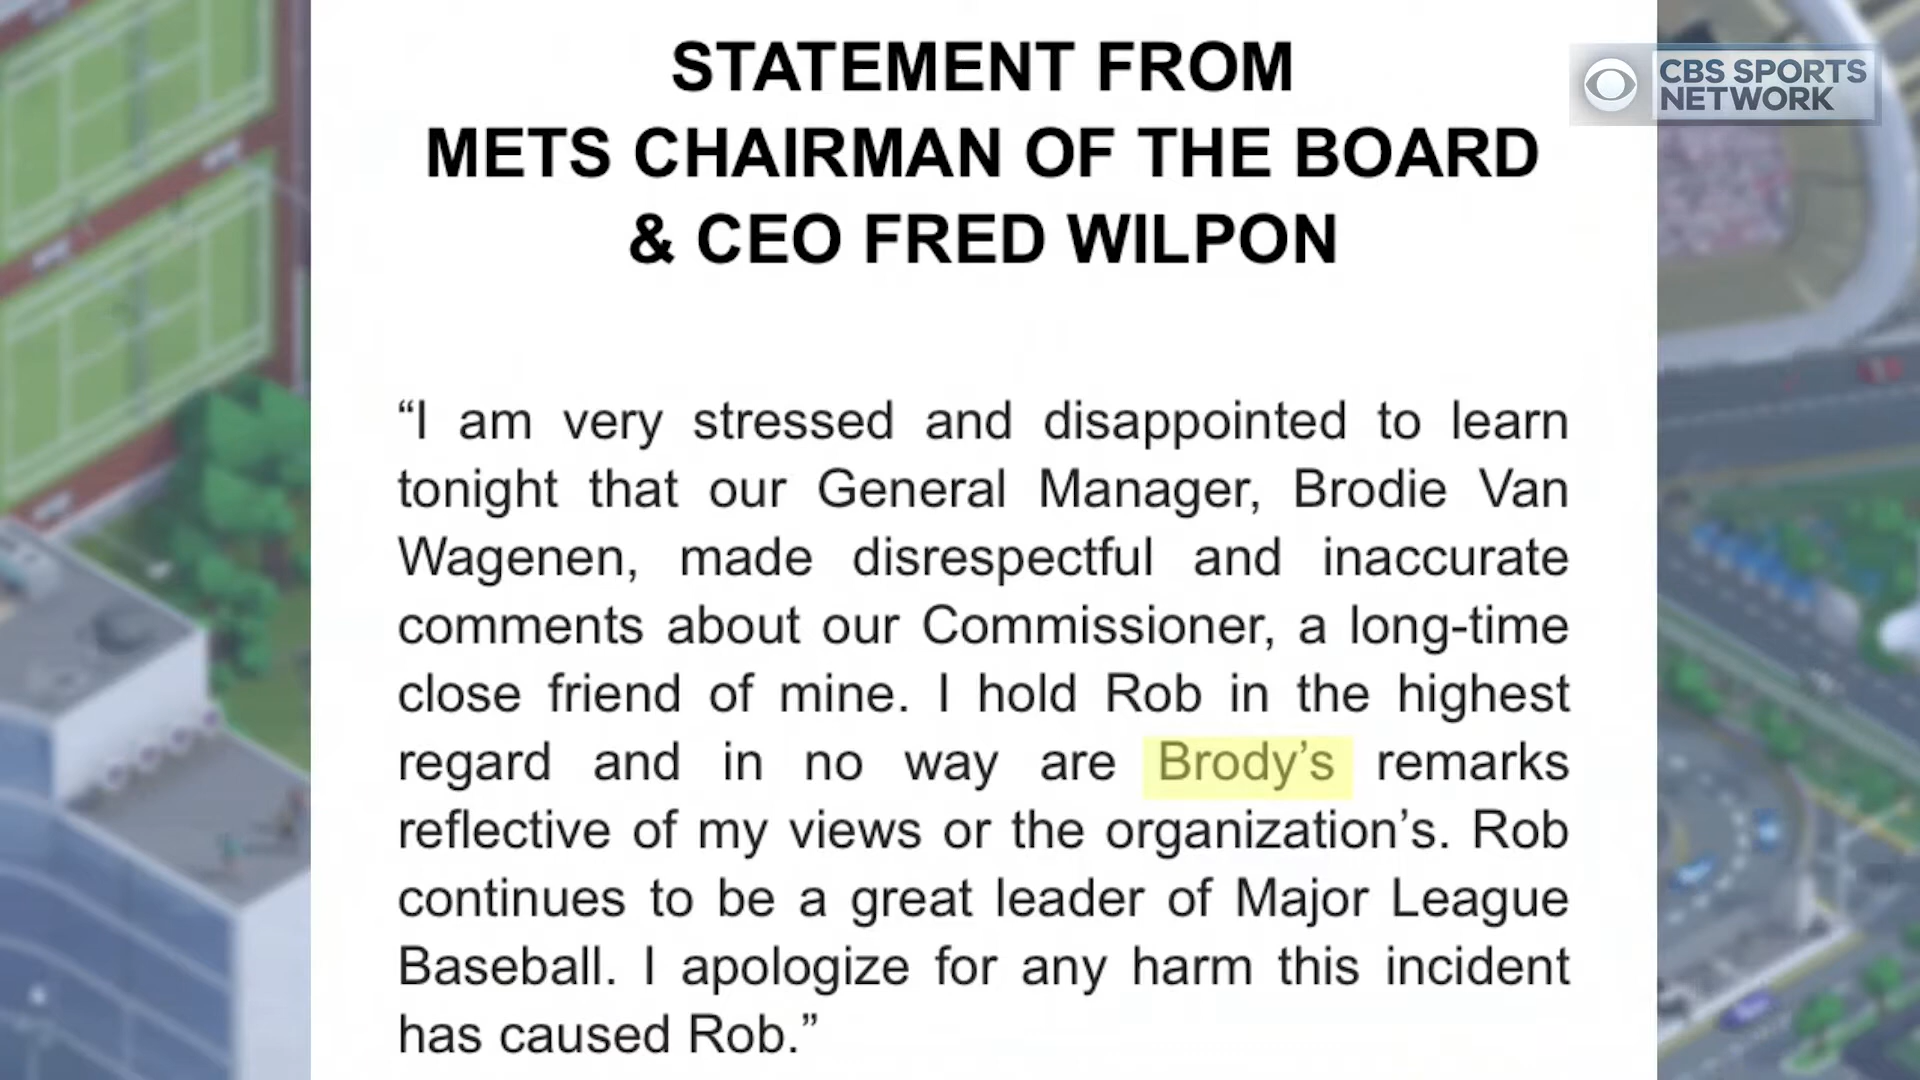 STATEMENT FROM
METS CHAIRMAN OF THE BOARD
& CEO FRED WILPON
CBS SPORTS
NETWORK
“I am very stressed and disappointed to learn
tonight that our General Manager, Brodie Van
Wagenen, made disrespectful and inaccurate
comments about our Commissioner, a long-time
close friend of mine. I hold Rob in the highest
regard and in no way are Brody’s remarks
reflective of my views or the organization’s. Rob
continues to be a great leader of Major League
Baseball. I apologize for any harm this incident
has caused Rob.”